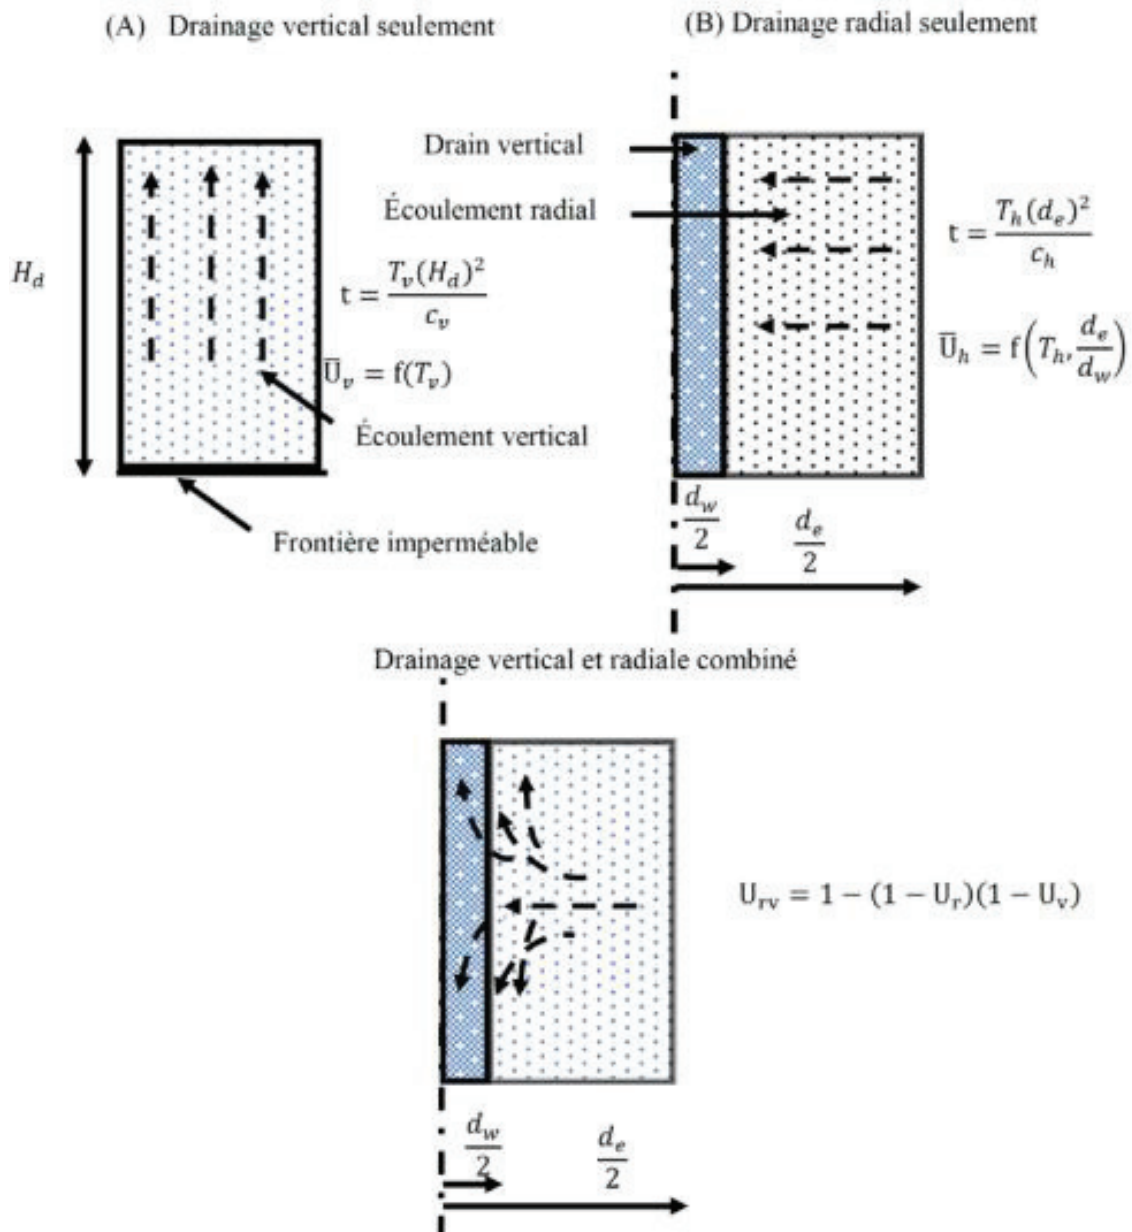 (A) Drainage vertical seulement
(B) Drainage radial seulement
Drain vertical
Écoulement radial
H_d
t = T_v(H_d)^2 / c_v
U̅_v = f(T_v)
Écoulement vertical
Frontière imperméable
t = T_h(d_e)^2 / c_h
U̅_h = f(T_h, d_e/d_w)
d_w/2
d_e/2
Drainage vertical et radiale combiné
U_rv = 1 − (1 − U_r)(1 − U_v)
d_w/2
d_e/2